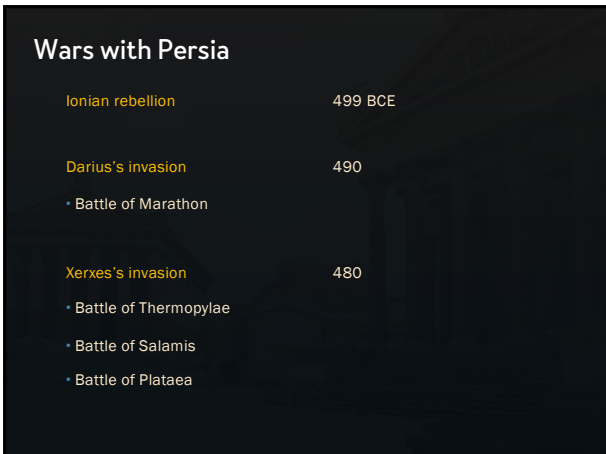 Wars with Persia
Ionian rebellion 499 BCE
Darius's invasion 490
▪ Battle of Marathon
Xerxes's invasion 480
▪ Battle of Thermopylae
▪ Battle of Salamis
▪ Battle of Plataea